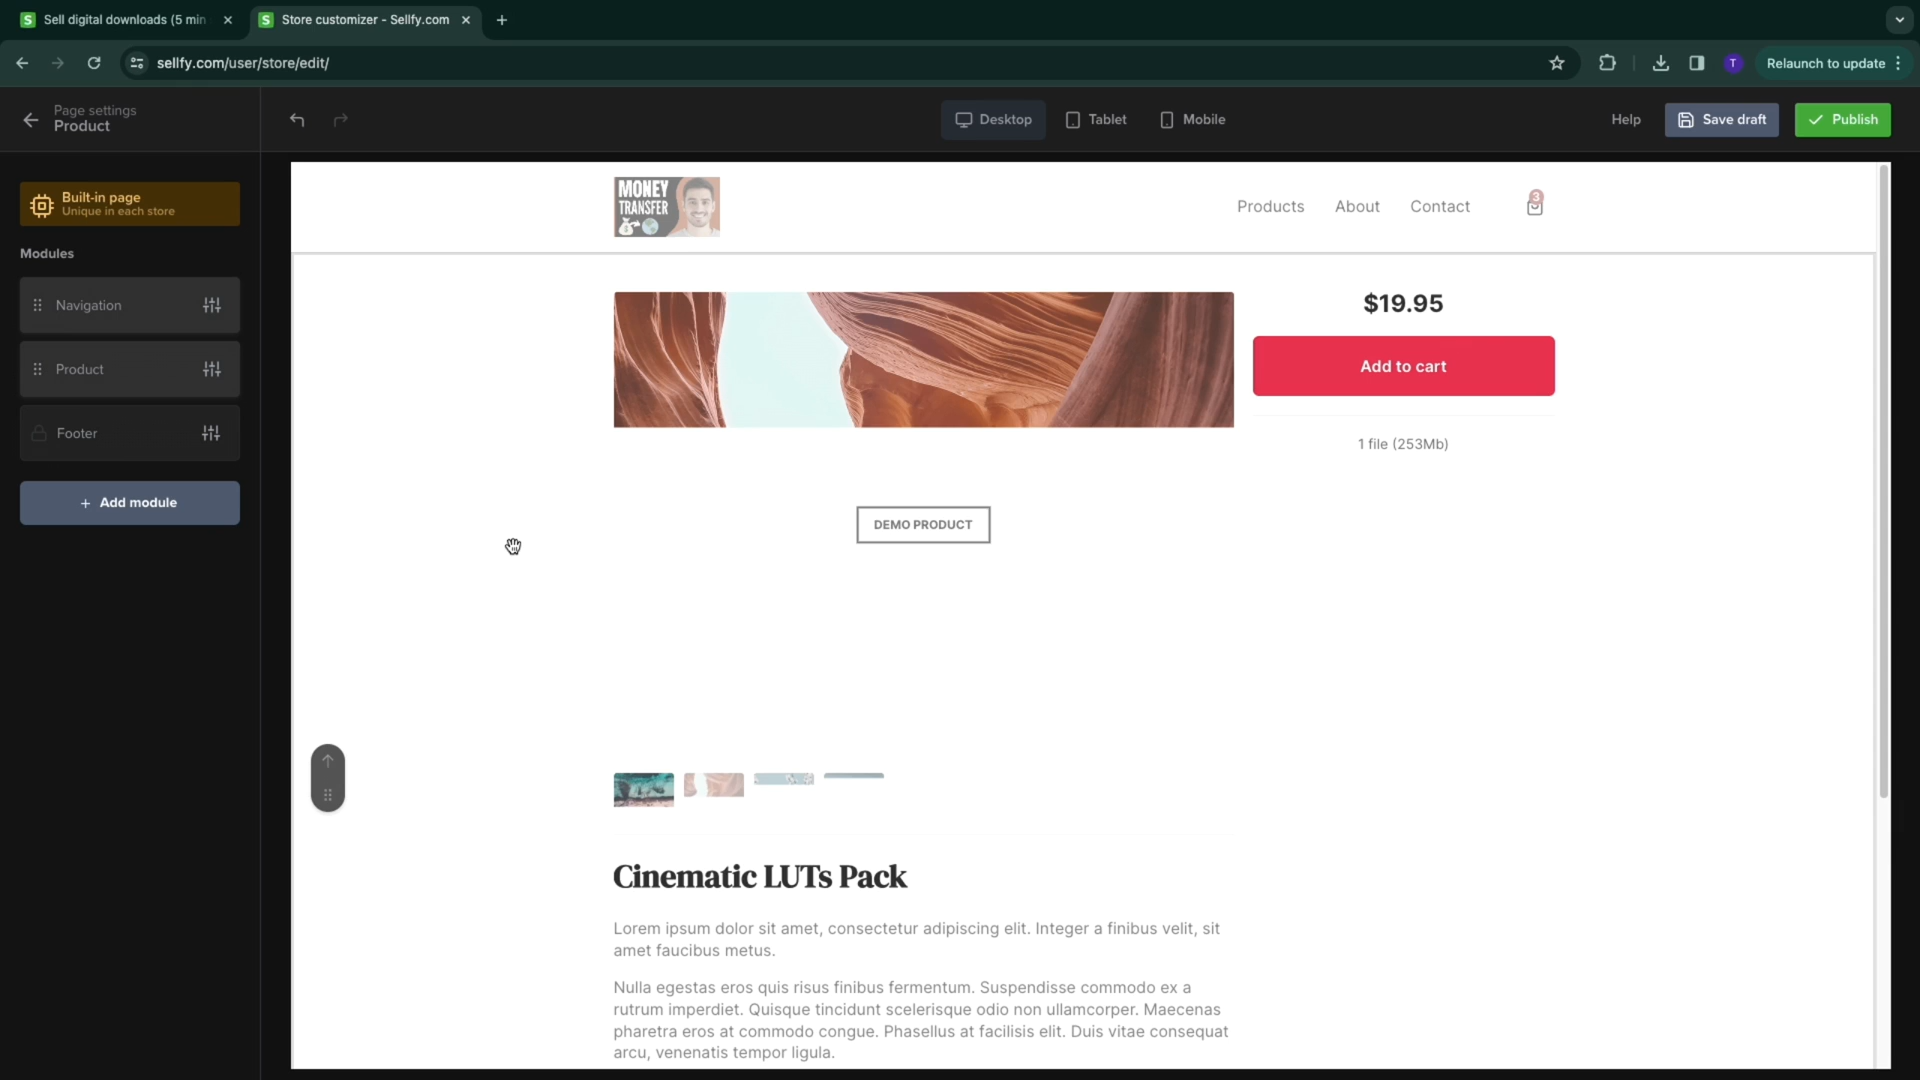 Sell digital downloads (5 min
Store customizer - Sellfy.com
sellfy.com/user/store/edit/
T
Relaunch to update
Page settings
Product
Desktop
Tablet
Mobile
Help
Save draft
Publish
Built-in page
Unique in each store
Modules
Navigation
Product
Footer
+ Add module
MONEY
TRANSFER
Products
About
Contact
3
$19.95
Add to cart
1 file (253Mb)
DEMO PRODUCT
Cinematic LUTs Pack
Lorem ipsum dolor sit amet, consectetur adipiscing elit. Integer a finibus velit, sit
amet faucibus metus.
Nulla egestas eros quis risus finibus fermentum. Suspendisse commodo ex a
rutrum imperdiet. Quisque tincidunt scelerisque odio non ullamcorper. Maecenas
pharetra eros at commodo congue. Phasellus at facilisis elit. Duis vitae consequat
arcu, venenatis tempor ligula.